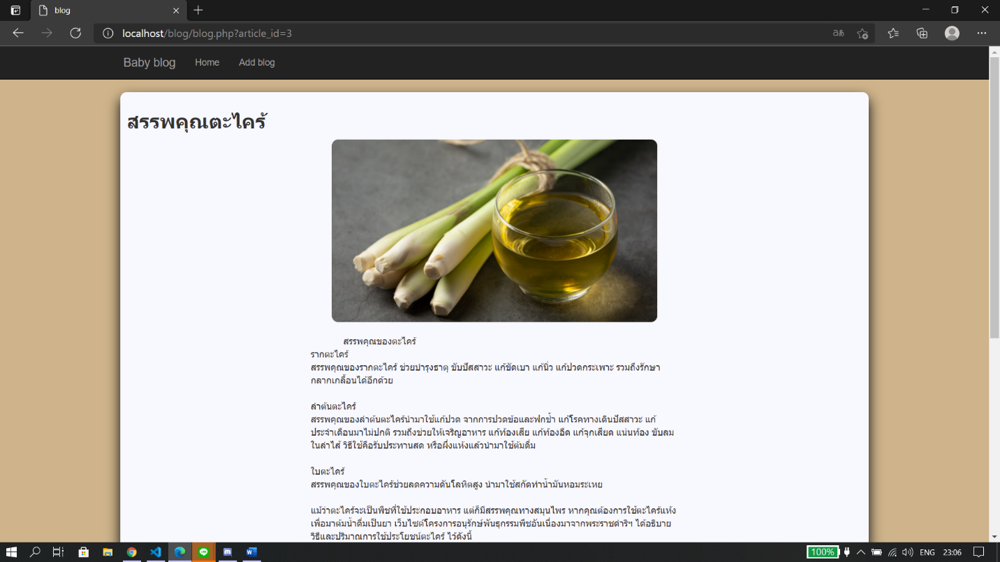 blog
localhost/blog/blog.php?article_id=3
Baby blog Home Add blog
สรรพคุณตะไคร้
สรรพคุณของตะไคร้
รากตะไคร้
สรรพคุณของรากตะไคร้ ช่วยบำรุงธาตุ ขับปัสสาวะ แก้ขัดเบา แก้นิ่ว แก้ปวดกระเพาะ รวมถึงรักษา
กลากเกลื้อนได้อีกด้วย
ลำต้นตะไคร้
สรรพคุณของลำต้นตะไคร้นำมาใช้แก้ปวด จากการปวดข้อและฟกช้ำ แก้โรคทางเดินปัสสาวะ แก้
ประจำเดือนมาไม่ปกติ รวมถึงช่วยให้เจริญอาหาร แก้ท้องเสีย แก้ท้องอืด แก้จุกเสียด แน่นท้อง ขับลม
ในลำไส้ วิธีใช้คือรับประทานสด หรือผึ่งแห้งแล้วนำมาใช้ต้มดื่ม
ใบตะไคร้
สรรพคุณของใบตะไคร้ช่วยลดความดันโลหิตสูง นำมาใช้สกัดทำน้ำมันหอมระเหย
แม้ว่าตะไคร้จะเป็นพืชที่ใช้ประกอบอาหาร แต่ก็มีสรรพคุณทางสมุนไพร หากคุณต้องการใช้ตะไคร้แห้ง
เพื่อมาต้มน้ำดื่มเป็นยา เว็บไซต์โครงการอนุรักษ์พันธุกรรมพืชอันเนื่องมาจากพระราชดำริฯ ได้อธิบาย
วิธีและปริมาณการใช้ประโยชน์ตะไคร้ ไว้ดังนี้
100% ENG 23:06